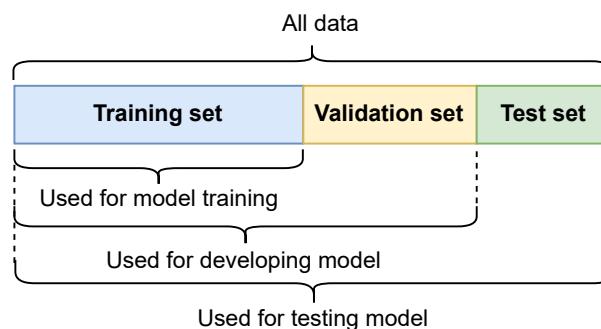 All data
Training set Validation set Test set
Used for model training
Used for developing model
Used for testing model